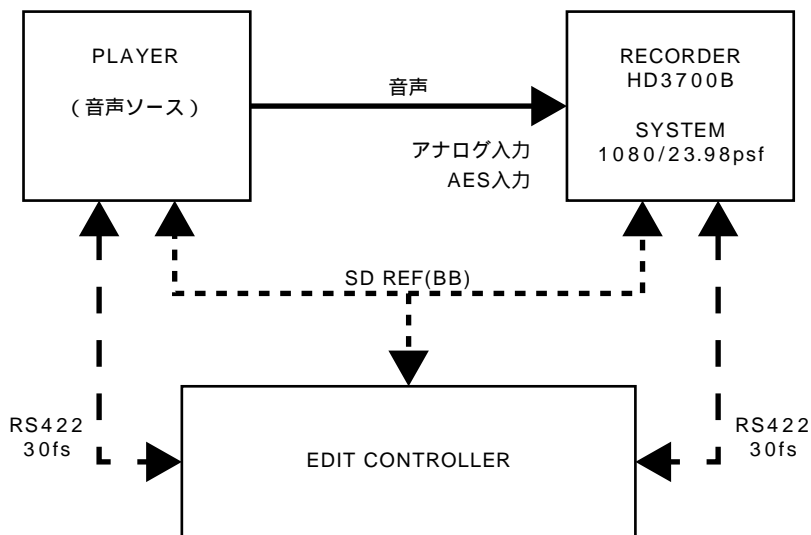 PLAYER
(音声ソース)
音声
アナログ入力
AES入力
RECORDER
HD3700B
SYSTEM
1080/23.98psf
SD REF(BB)
RS422
30fs
EDIT CONTROLLER
RS422
30fs